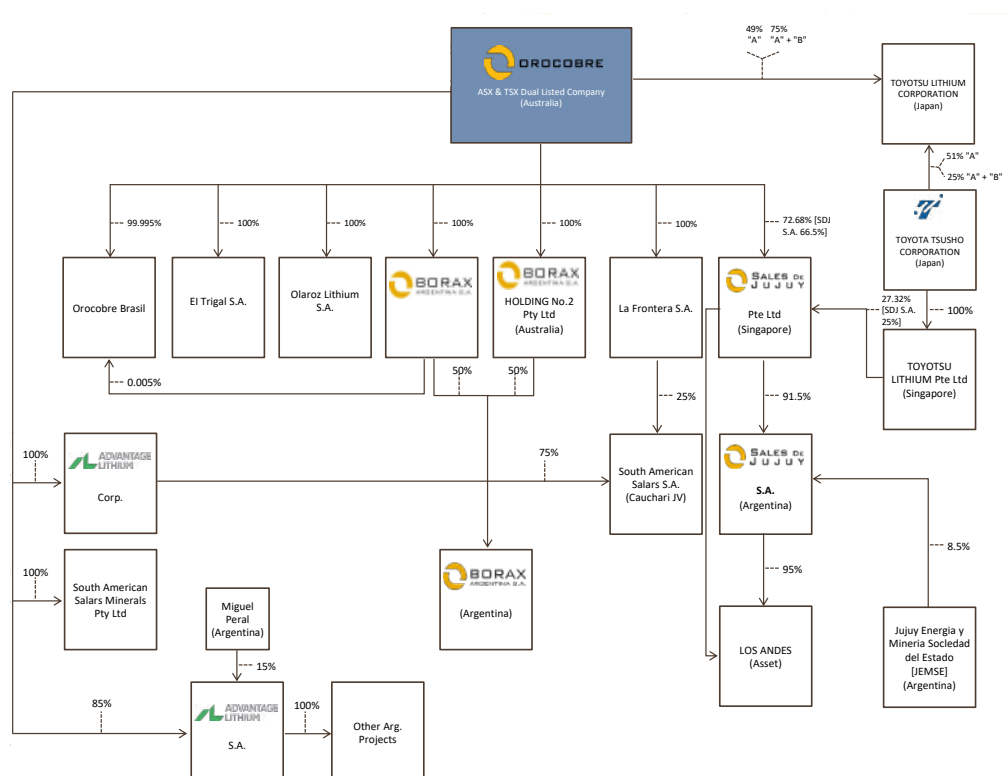 49% 75%
"A" "A" + "B"
OROCOBRE
ASX & TSX Dual Listed Company
(Australia)
TOYOTSU LITHIUM
CORPORATION
(Japan)
51% "A"
25% "A" + "B"
TOYOTA TSUSHO
CORPORATION
(Japan)
99.995%
100%
100%
100%
100%
100%
72.68% [SDJ
S.A. 66.5%]
Orocobre Brasil
El Trigal S.A.
Olaroz Lithium
S.A.
BORAX
ARGENTINA S.A.
BORAX
ARGENTINA S.A.
HOLDING No.2
Pty Ltd
(Australia)
La Frontera S.A.
SALES DE
JUJUY
Pte Ltd
(Singapore)
27.32%
[SDJ S.A.
25%]
100%
TOYOTSU
LITHIUM Pte Ltd
(Singapore)
0.005%
50%
50%
25%
91.5%
100%
ADVANTAGE
LITHIUM
Corp.
75%
South American
Salars S.A.
(Cauchari JV)
SALES DE
JUJUY
S.A.
(Argentina)
8.5%
100%
South American
Salars Minerals
Pty Ltd
BORAX
ARGENTINA S.A.
(Argentina)
95%
Miguel
Peral
(Argentina)
LOS ANDES
(Asset)
Jujuy Energia y
Mineria Sociedad
del Estado
[JEMSE]
(Argentina)
15%
85%
ADVANTAGE
LITHIUM
S.A.
100%
Other Arg.
Projects